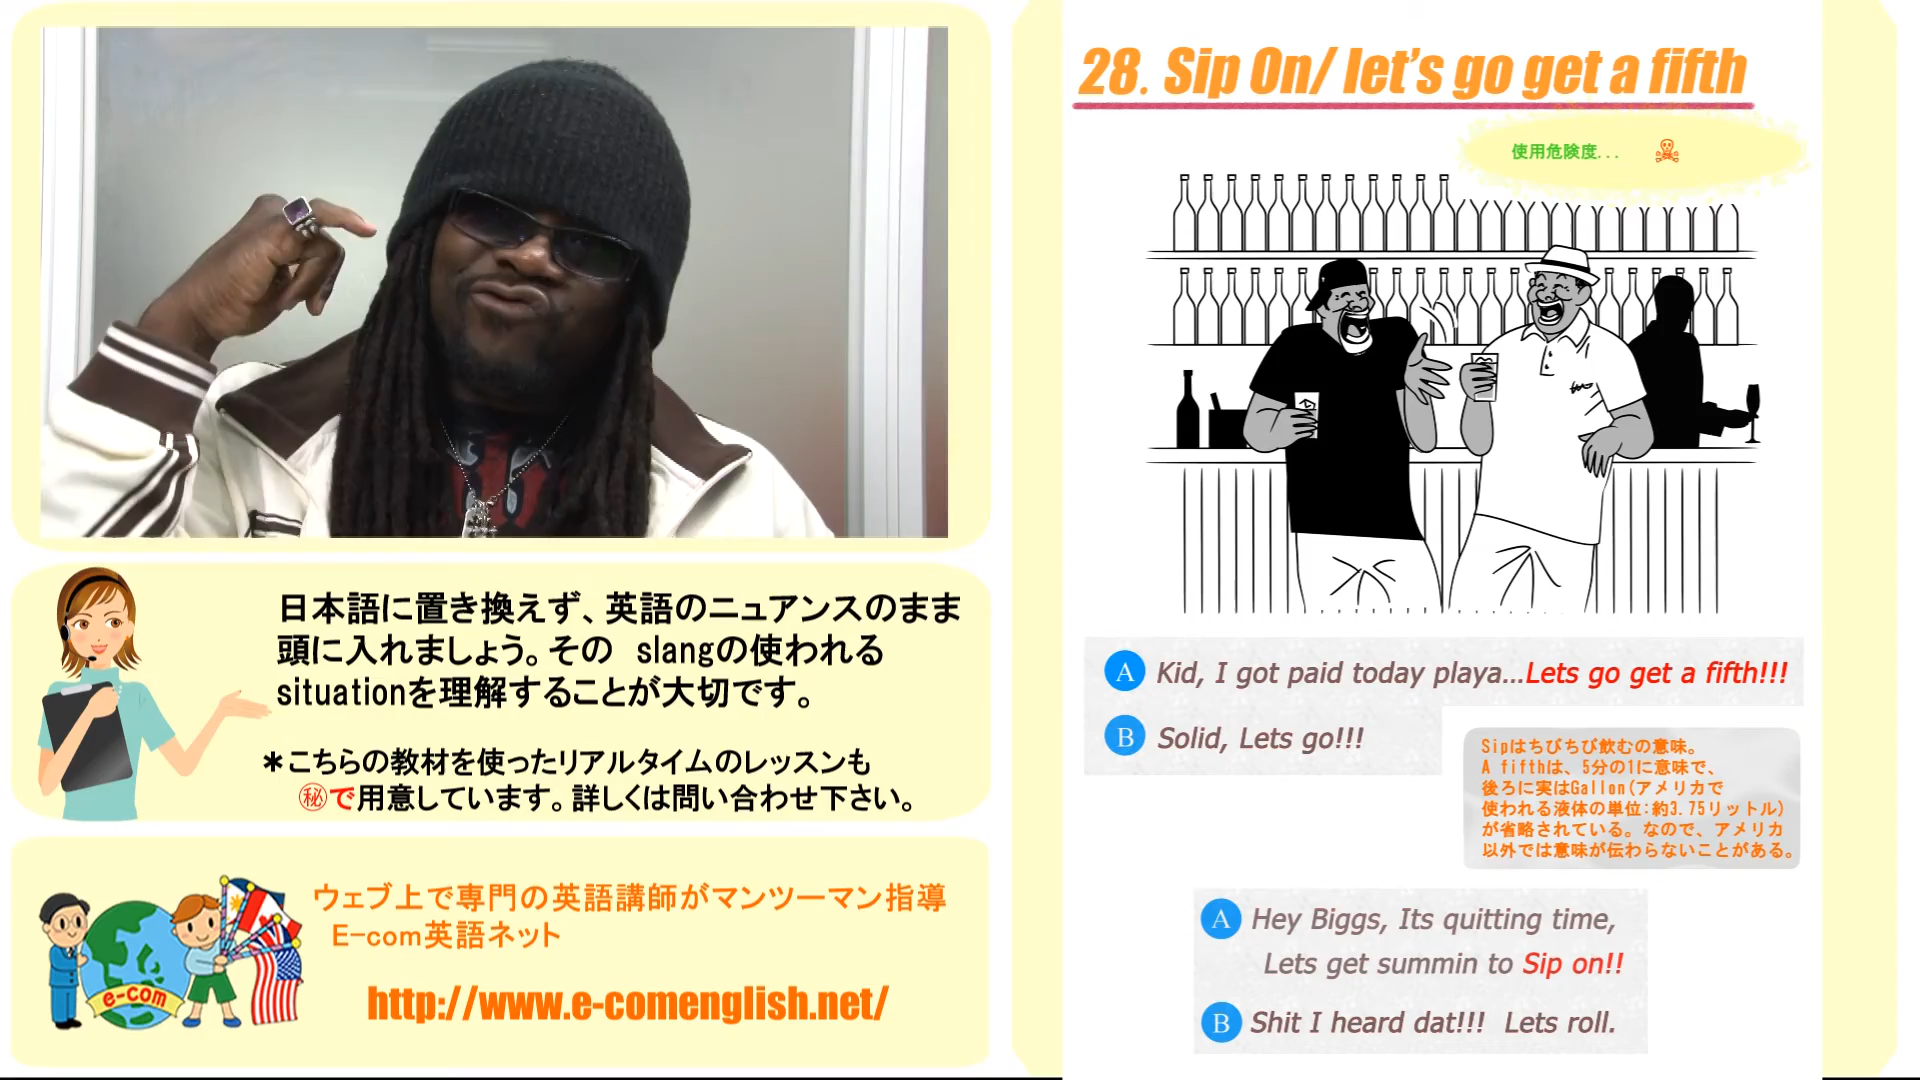 28. Sip On/ let's go get a fifth
使用危険度...
A Kid, I got paid today playa...Lets go get a fifth!!!
B Solid, Lets go!!!
Sipはちびちび飲むの意味。
A fifthは、5分の1に意味で、
後ろに実はGallon(アメリカで
使われる液体の単位:約3.75リットル)
が省略されている。なので、アメリカ
以外では意味が伝わらないことがある。
A Hey Biggs, Its quitting time,
Lets get summin to Sip on!!
B Shit I heard dat!!! Lets roll.
日本語に置き換えず、英語のニュアンスのまま
頭に入れましょう。その slangの使われる
situationを理解することが大切です。
*こちらの教材を使ったリアルタイムのレッスンも
㊙で用意しています。詳しくは問い合わせ下さい。
e-com
ウェブ上で専門の英語講師がマンツーマン指導
E-com英語ネット
http://www.e-comenglish.net/